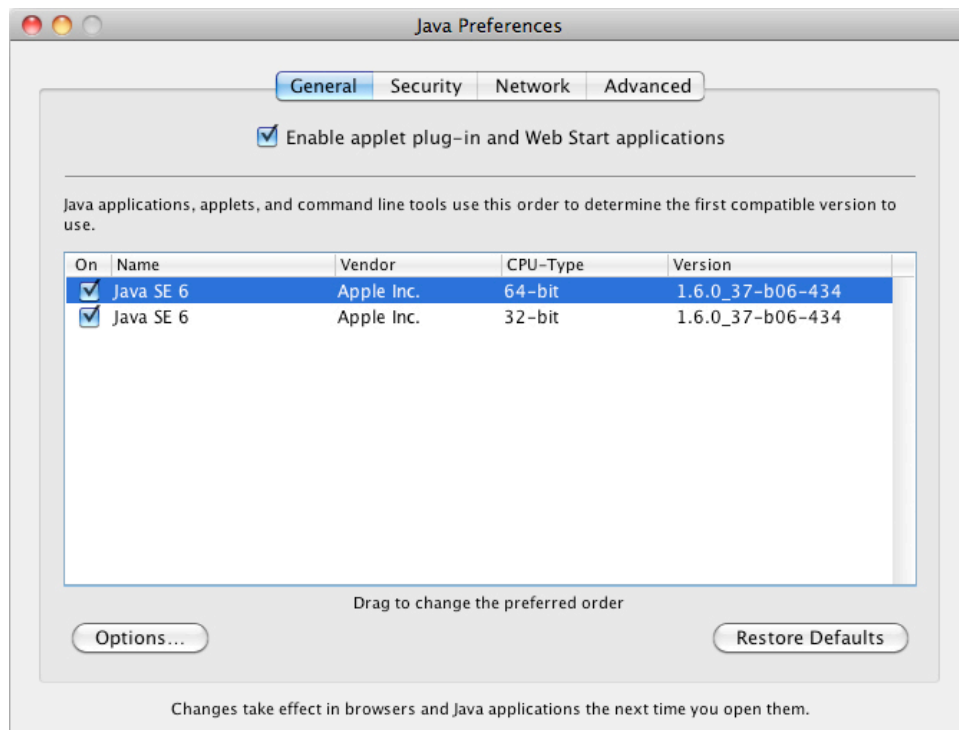 Java Preferences
General Security Network Advanced
Enable applet plug-in and Web Start applications
Java applications, applets, and command line tools use this order to determine the first compatible version to
use.
On Name Vendor CPU-Type Version
Java SE 6 Apple Inc. 64-bit 1.6.0_37-b06-434
Java SE 6 Apple Inc. 32-bit 1.6.0_37-b06-434
Drag to change the preferred order
Options... Restore Defaults
Changes take effect in browsers and Java applications the next time you open them.